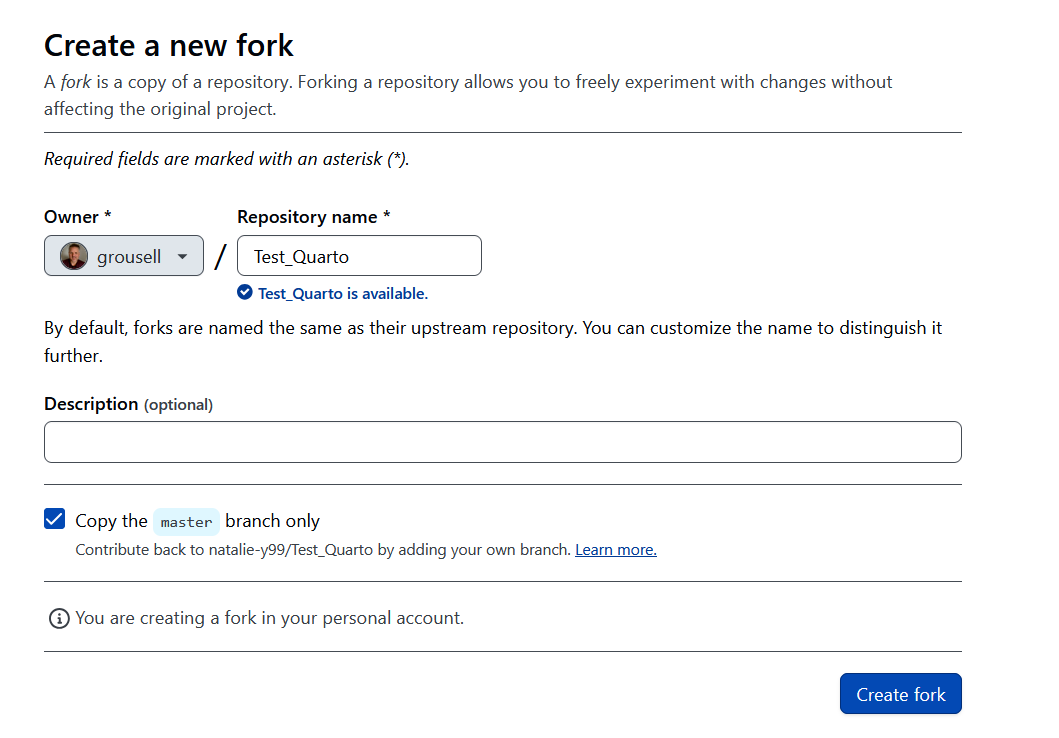 Create a new fork
A fork is a copy of a repository. Forking a repository allows you to freely experiment with changes without
affecting the original project.
Required fields are marked with an asterisk (*).
Owner *
Repository name *
grousell
/
Test_Quarto
Test_Quarto is available.
By default, forks are named the same as their upstream repository. You can customize the name to distinguish it
further.
Description (optional)
Copy the master branch only
Contribute back to natalie-y99/Test_Quarto by adding your own branch. Learn more.
You are creating a fork in your personal account.
Create fork